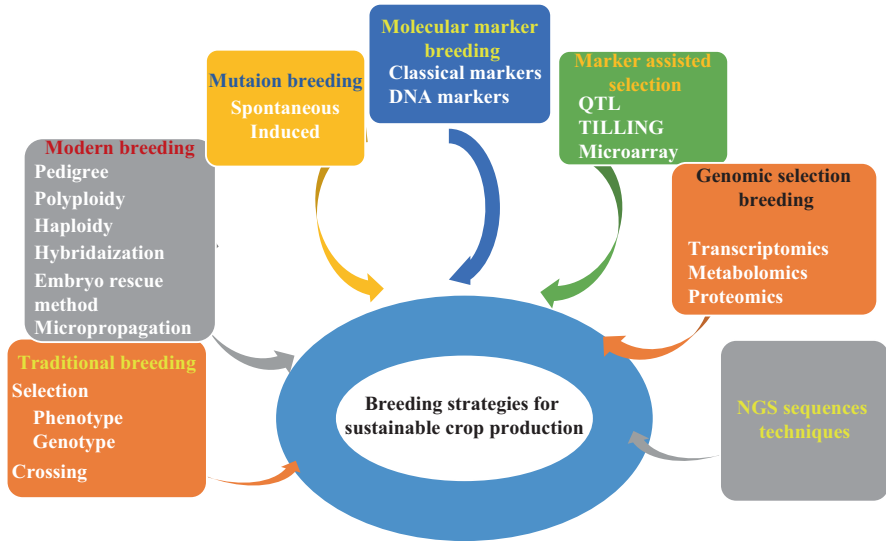 Traditional breeding
Selection
Phenotype
Genotype
Crossing
Modern breeding
Pedigree
Polyploidy
Haploidy
Hybridaization
Embryo rescue
method
Micropropagation
Mutaion breeding
Spontaneous
Induced
Molecular marker
breeding
Classical markers
DNA markers
Marker assisted
selection
QTL
TILLING
Microarray
Genomic selection
breeding
Transcriptomics
Metabolomics
Proteomics
NGS sequences
techniques
Breeding strategies for
sustainable crop production